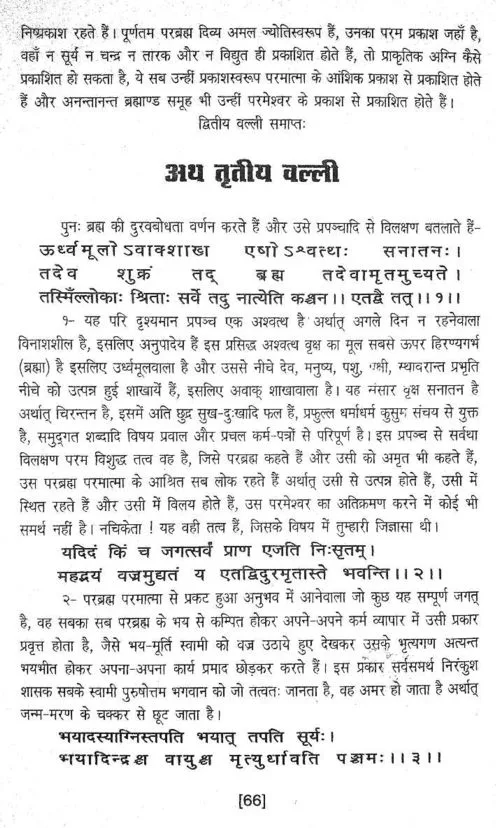 निष्प्रकाश रहते हैं। पूर्णतम परब्रह्म दिव्य अमल ज्योतिस्वरूप हैं, उनका परम प्रकाश जहाँ है,
वहाँ न सूर्य न चन्द्र न तारक और न विद्युत ही प्रकाशित होते हैं, तो प्राकृतिक अग्नि कैसे
प्रकाशित हो सकता है, ये सब उन्हीं प्रकाशस्वरूप परमात्मा के आंशिक प्रकाश से प्रकाशित होते
हैं और अनन्तानन्त ब्रह्माण्ड समूह भी उन्हीं परमेश्वर के प्रकाश से प्रकाशित होते हैं।
द्वितीय वल्ली समाप्तः
अथ तृतीय वल्ली
पुनः ब्रह्म की दुरवबोधता वर्णन करते हैं और उसे प्रपञ्चादि से विलक्षण बतलाते हैं-
ऊर्ध्वमूलोऽवाक्शाखा एषोऽश्वत्थः सनातनः।
तदेव शुक्रं तद् ब्रह्म तदेवामृतमुच्यते।
तस्मिँल्लोकाः श्रिताः सर्वे तदु नात्येति कश्चन।। एतद्वै तत्।।१।।
१- यह परि दृश्यमान प्रपञ्च एक अश्वत्थ है अर्थात् अगले दिन न रहनेवाला
विनाशशील है, इसलिए अनुपादेय हैं इस प्रसिद्ध अश्वत्थ वृक्ष का मूल सबसे ऊपर हिरण्यगर्भ
(ब्रह्मा) है इसलिए उर्ध्वमूलवाला है और उससे नीचे देव, मनुष्य, पशु, पक्षी, स्थावरान्त प्रभृति
नीचे को उत्पन्न हुई शाखायें हैं, इसलिए अवाक् शाखावाला है। यह संसार वृक्ष सनातन है
अर्थात् चिरन्तन है, इसमें अति छुद्र सुख-दुःखादि फल हैं, प्रफुल्ल धर्माधर्म कुसुम संचय से युक्त
है, समुदुगत शब्दादि विषय प्रवाल और प्रचल कर्म-पत्रों से परिपूर्ण है। इस प्रपञ्च से सर्वथा
विलक्षण परम विशुद्ध तत्व वह है, जिसे परब्रह्म कहते हैं और उसी को अमृत भी कहते हैं,
उस परब्रह्म परमात्मा के आश्रित सब लोक रहते हैं अर्थात् उसी से उत्पन्न होते हैं, उसी में
स्थित रहते हैं और उसी में विलय होते हैं, उस परमेश्वर का अतिक्रमण करने में कोई भी
समर्थ नहीं है। नचिकेता ! यह वही तत्व हैं, जिसके विषय में तुम्हारी जिज्ञासा थी।
यदिदं किं च जगत्सर्वं प्राण एजति निःसृतम्।
महद्भयं वज्रमुद्यतं य एतद्विदुरमृतास्ते भवन्ति।।२।।
२- परब्रह्म परमात्मा से प्रकट हुआ अनुभव में आनेवाला जो कुछ यह सम्पूर्ण जगत्
है, वह सबका सब परब्रह्म के भय से कम्पित होकर अपने-अपने कर्म व्यापार में उसी प्रकार
प्रवृत्त होता है, जैसे भय-मूर्ति स्वामी को वज्र उठाये हुए देखकर उसके भृत्यगण अत्यन्त
भयभीत होकर अपना-अपना कार्य प्रमाद छोड़कर करते हैं। इस प्रकार सर्वसमर्थ निरंकुश
शासक सबके स्वामी पुरुषोत्तम भगवान को जो तत्वतः जानता है, वह अमर हो जाता है अर्थात्
जन्म-मरण के चक्कर से छूट जाता है।
भयादस्याग्निस्तपति भयात् तपति सूर्यः।
भयादिन्द्रश्च वायुश्च मृत्युर्धावति पञ्चमः।।३।।
[66]